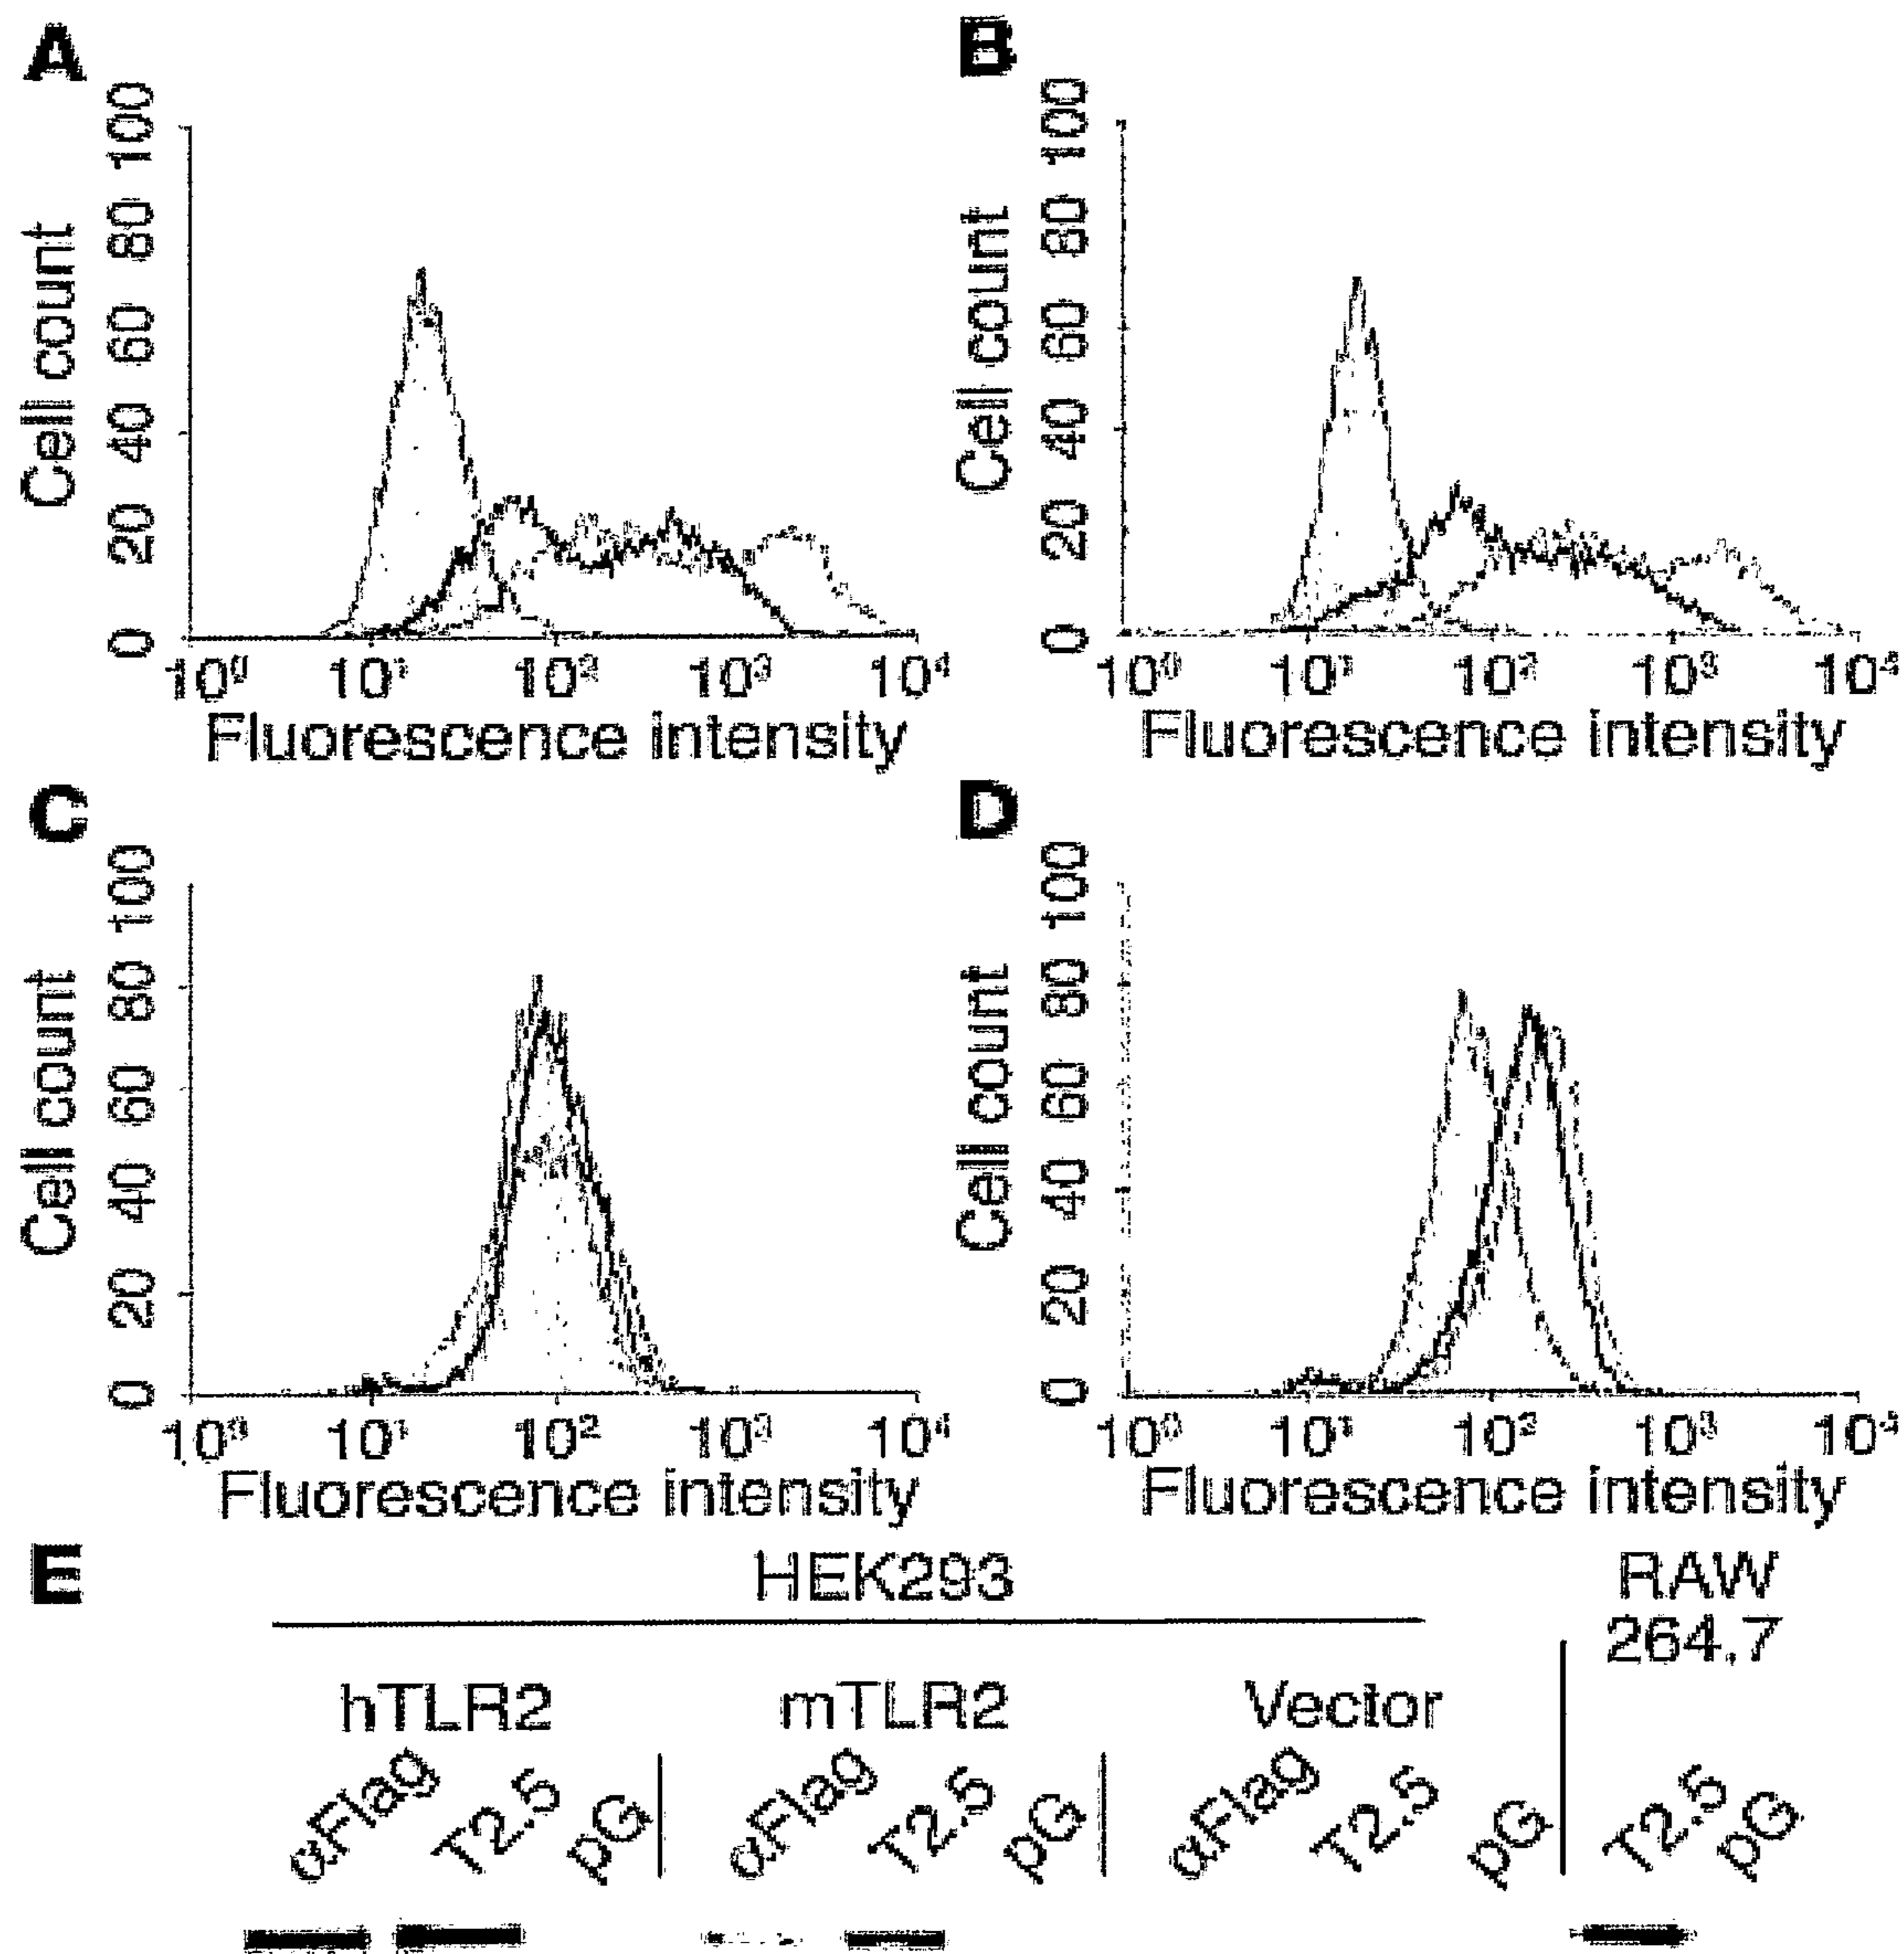 A
B
Cell count
0 20 40 60 80 100
10⁰ 10¹ 10² 10³ 10⁴
Fluorescence intensity
Cell count
0 20 40 60 80 100
10⁰ 10¹ 10² 10³ 10⁴
Fluorescence intensity
C
D
Cell count
0 20 40 60 80 100
10⁰ 10¹ 10² 10³ 10⁴
Fluorescence intensity
Cell count
0 20 40 60 80 100
10⁰ 10¹ 10² 10³ 10⁴
Fluorescence intensity
E
HEK293
RAW
264.7
hTLR2
mTLR2
Vector
αFlag T2.5 pG
αFlag T2.5 pG
αFlag T2.5 pG
T2.5 pG